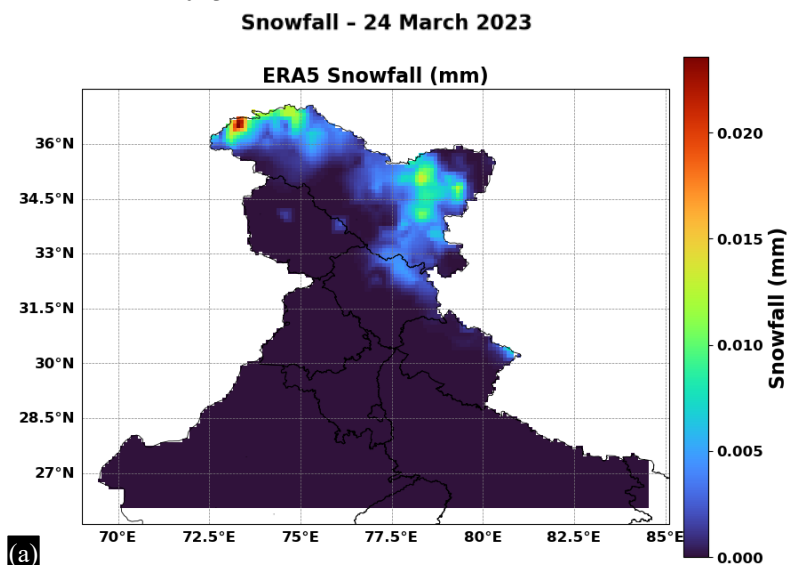 Snowfall – 24 March 2023
ERA5 Snowfall (mm)
36°N
34.5°N
33°N
31.5°N
30°N
28.5°N
27°N
70°E 72.5°E 75°E 77.5°E 80°E 82.5°E 85°E
0.020
0.015
0.010
0.005
0.000
Snowfall (mm)
(a)